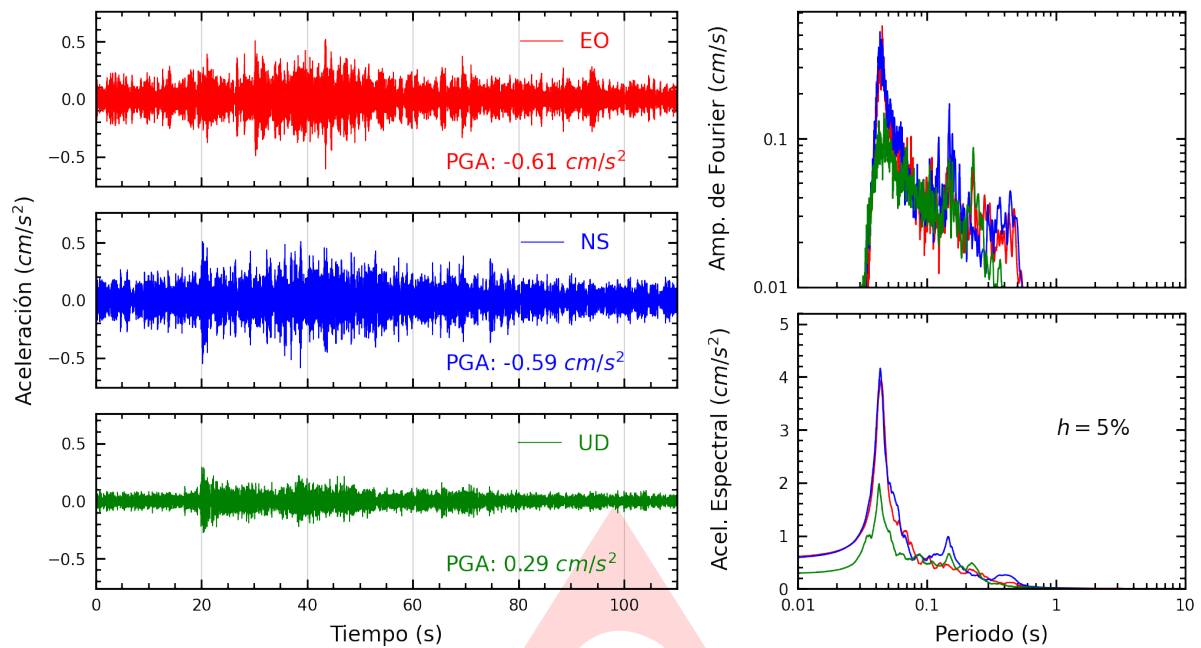 Aceleración (cm/s²)
0.5
0.0
−0.5
EO
PGA: -0.61 cm/s²
0.5
0.0
−0.5
NS
PGA: -0.59 cm/s²
0.5
0.0
−0.5
UD
PGA: 0.29 cm/s²
0 20 40 60 80 100
Tiempo (s)
Amp. de Fourier (cm/s)
0.1
0.01
Acel. Espectral (cm/s²)
5
4
3
2
1
0
h = 5%
0.01 0.1 1 10
Periodo (s)